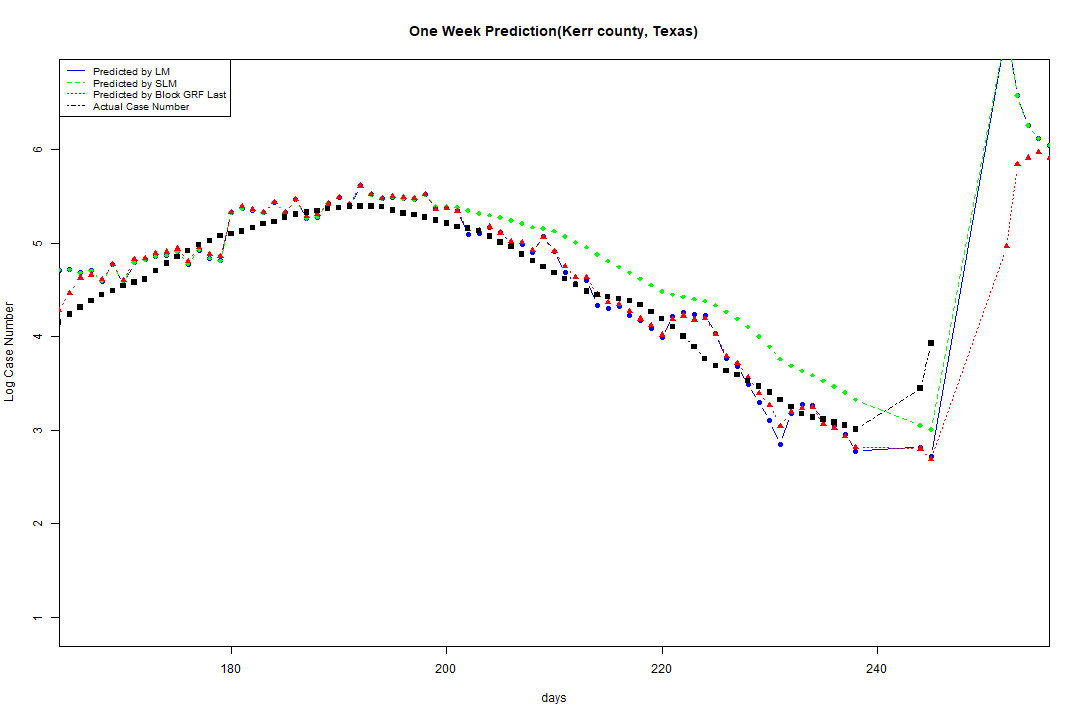 One Week Prediction(Kerr county, Texas)
Predicted by LM
Predicted by SLM
Predicted by Block GRF Last
Actual Case Number
6
5
4
3
2
1
Log Case Number
180
200
220
240
days